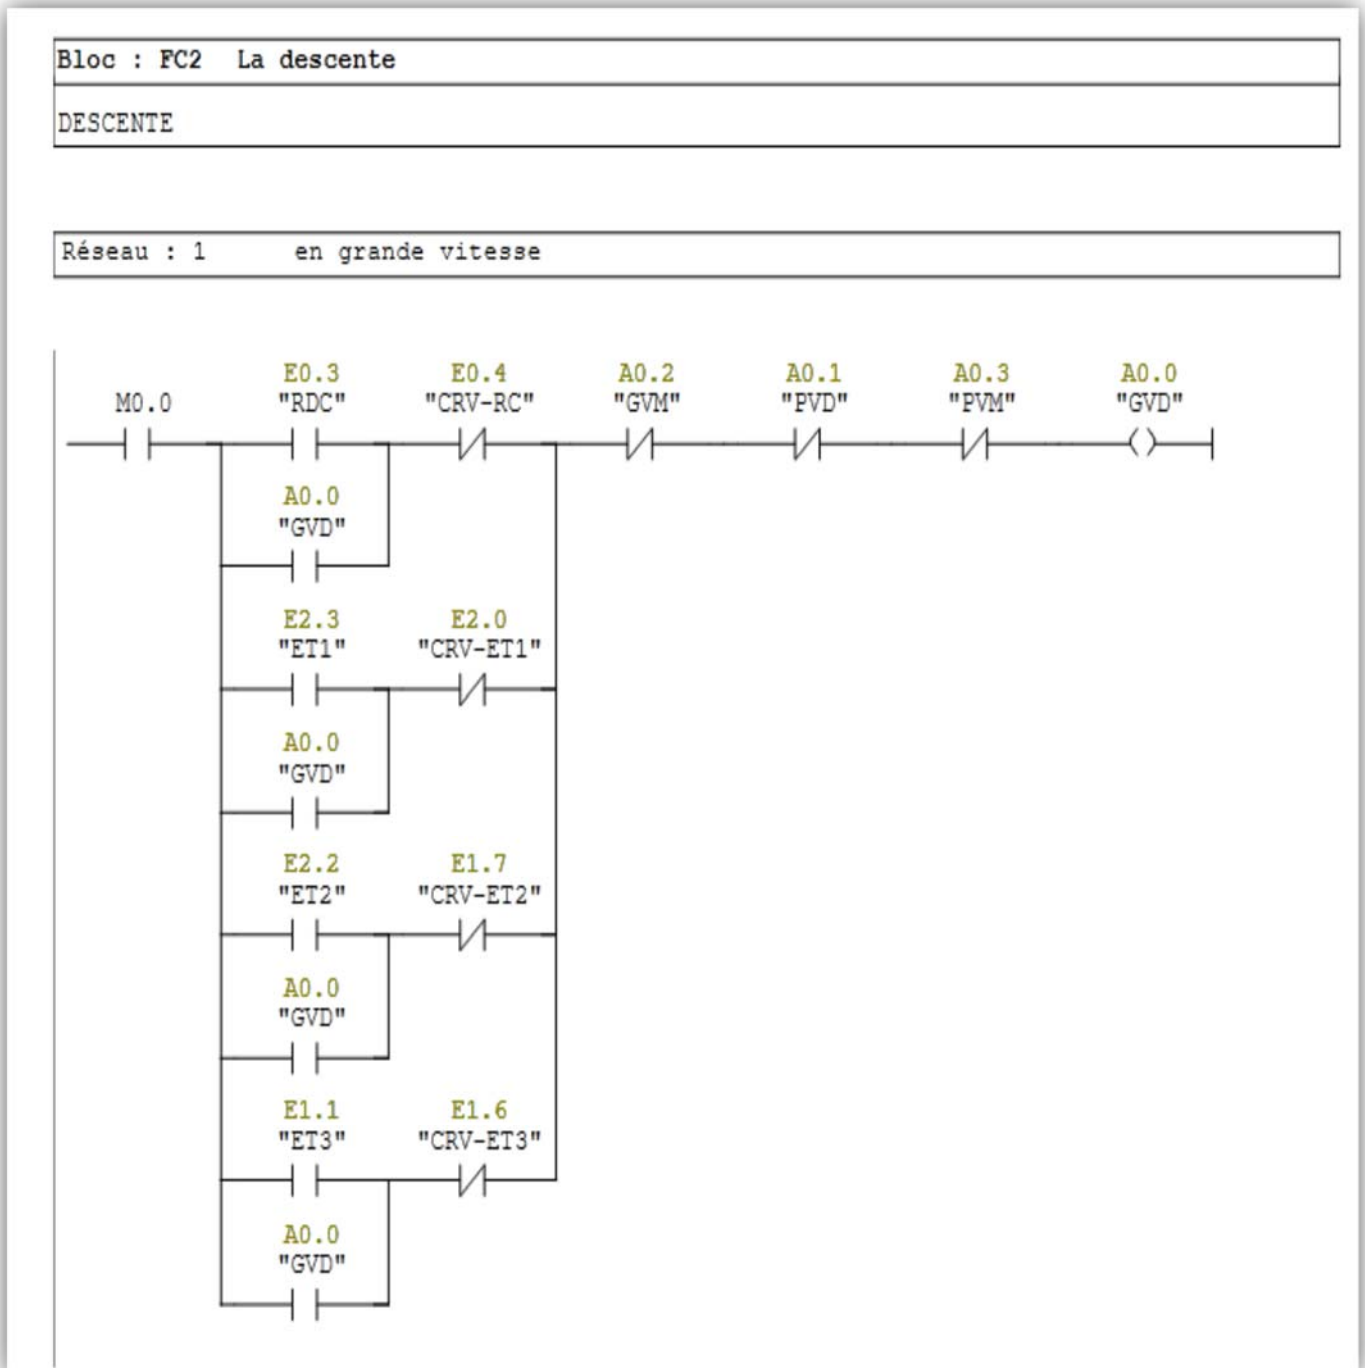 Bloc : FC2 La descente
DESCENTE
Réseau : 1 en grande vitesse
E0.3 E0.4 A0.2 A0.1 A0.3 A0.0
M0.0 "RDC" "CRV-RC" "GVM" "PVD" "PVM" "GVD"
A0.0
"GVD"
E2.3 E2.0
"ET1" "CRV-ET1"
A0.0
"GVD"
E2.2 E1.7
"ET2" "CRV-ET2"
A0.0
"GVD"
E1.1 E1.6
"ET3" "CRV-ET3"
A0.0
"GVD"